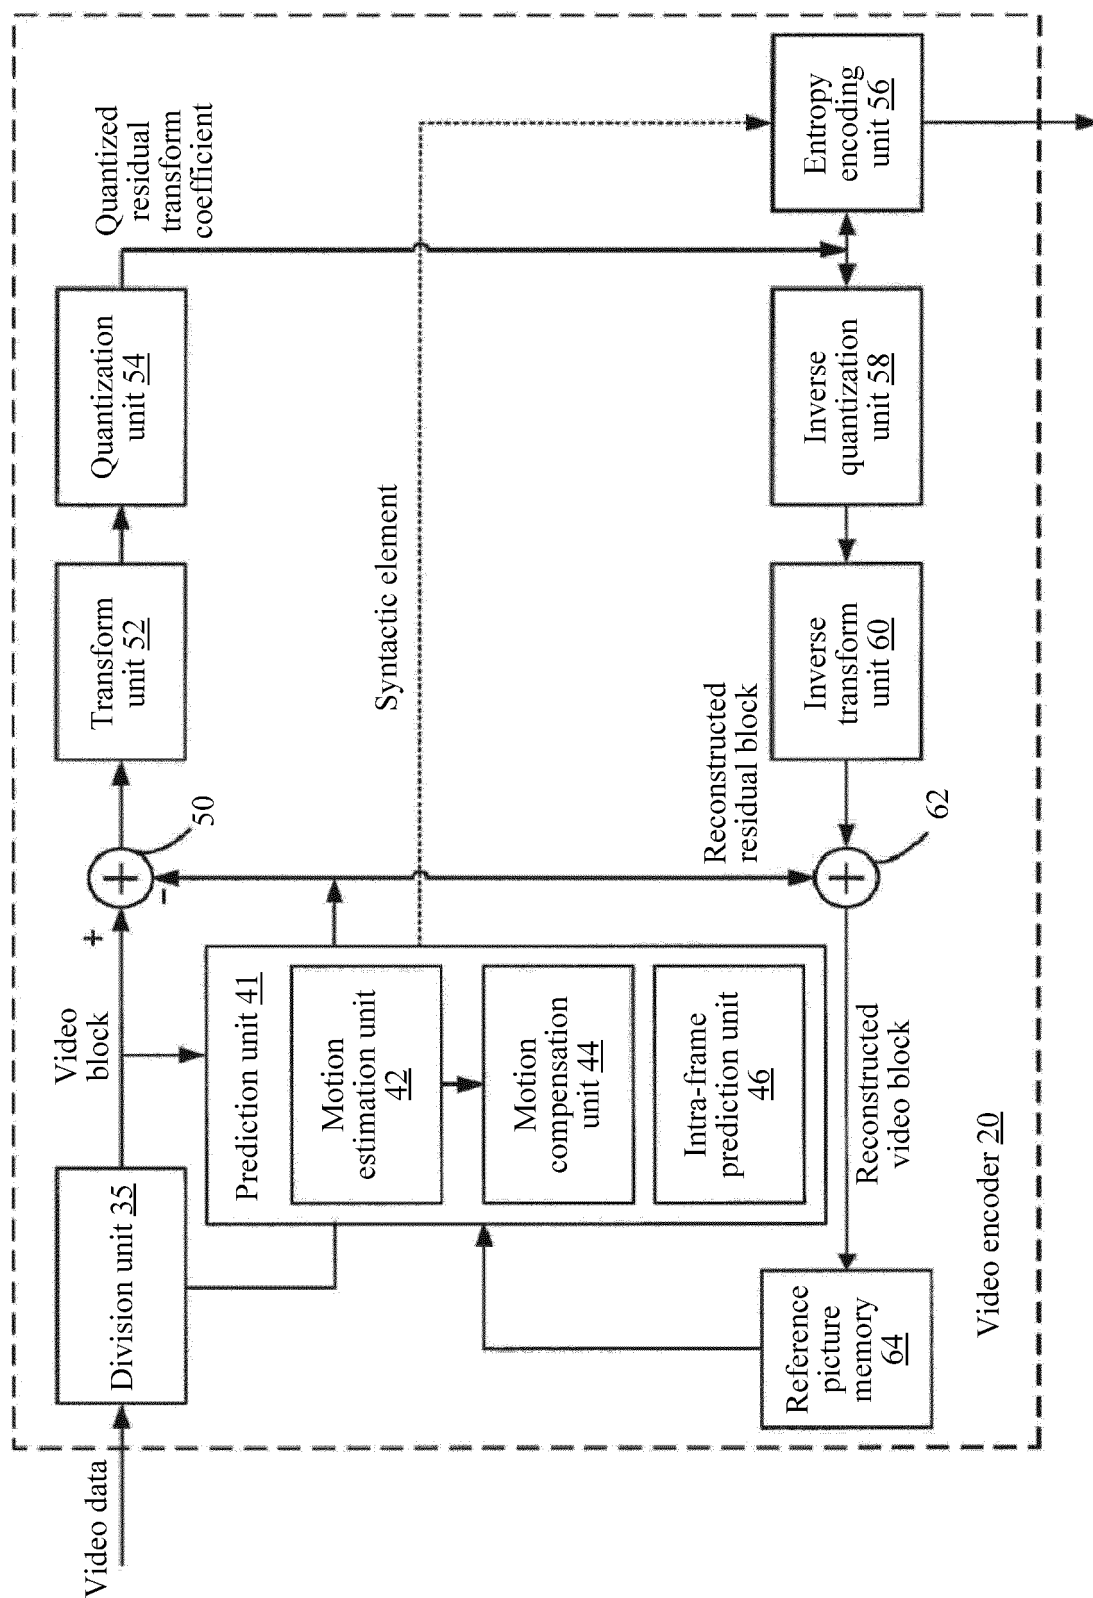 Video data
Division unit 35
Video
block
+
-
50
Transform
unit 52
Quantization
unit 54
Quantized
residual
transform
coefficient
Prediction unit 41
Motion
estimation unit
42
Motion
compensation
unit 44
Intra-frame
prediction unit
46
Syntactic element
Reference
picture
memory
64
Reconstructed
video block
62
Reconstructed
residual block
Inverse
transform
unit 60
Inverse
quantization
unit 58
Entropy
encoding
unit 56
Video encoder 20